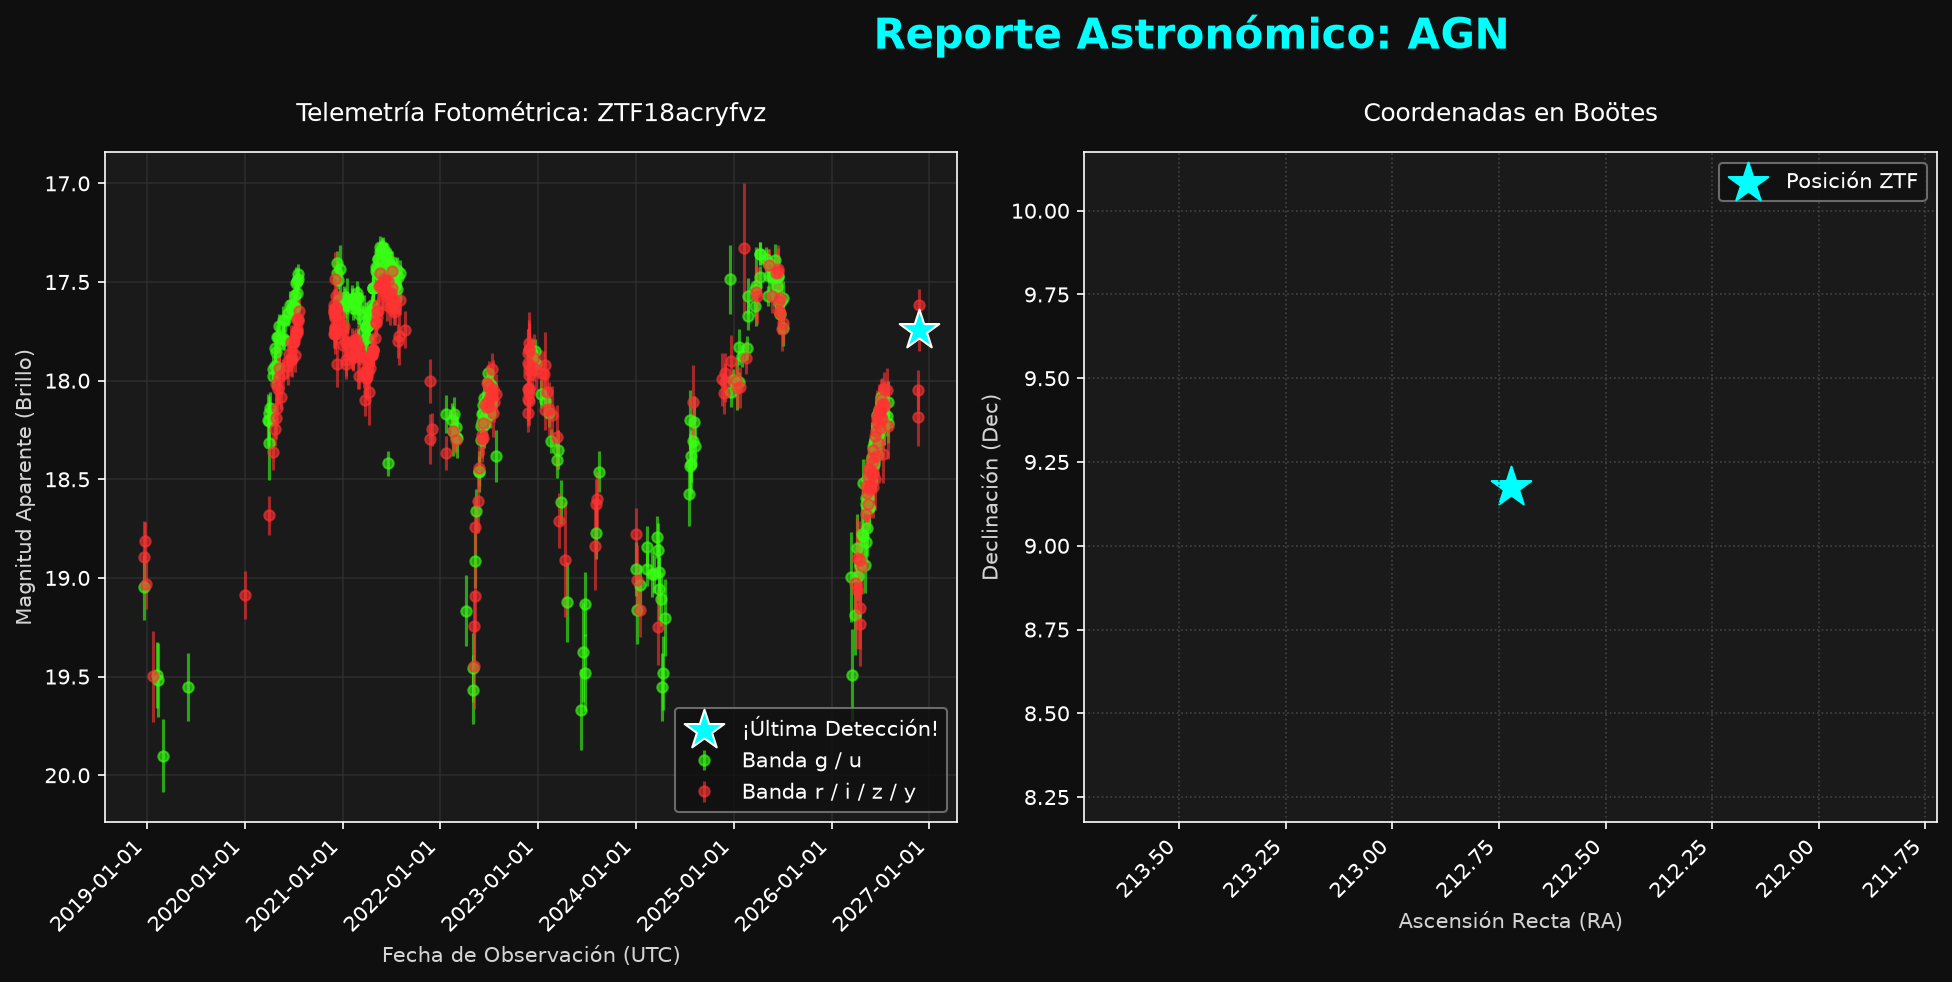 Reporte Astronómico: AGN
Telemetría Fotométrica: ZTF18acryfvz
Magnitud Aparente (Brillo)
17.0
17.5
18.0
18.5
19.0
19.5
20.0
¡Última Detección!
Banda g / u
Banda r / i / z / y
2019-01-01
2020-01-01
2021-01-01
2022-01-01
2023-01-01
2024-01-01
2025-01-01
2026-01-01
2027-01-01
Fecha de Observación (UTC)
Coordenadas en Boötes
Posición ZTF
Declinación (Dec)
10.00
9.75
9.50
9.25
9.00
8.75
8.50
8.25
213.50
213.25
213.00
212.75
212.50
212.25
212.00
211.75
Ascensión Recta (RA)